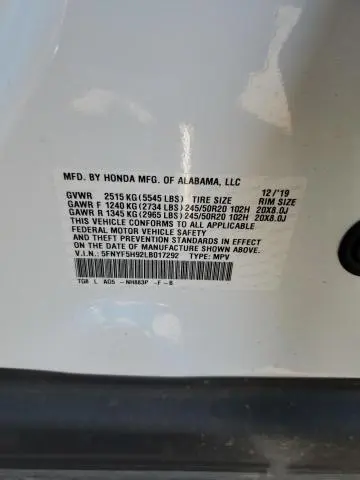 MFD. BY HONDA MFG. OF ALABAMA, LLC 12/'19
GVWR 2515 KG (5545 LBS) TIRE SIZE RIM SIZE
GAWR F 1240 KG (2734 LBS) 245/50R20 102H 20X8.0J
GAWR R 1345 KG (2965 LBS) 245/50R20 102H 20X8.0J
THIS VEHICLE CONFORMS TO ALL APPLICABLE
FEDERAL MOTOR VEHICLE SAFETY
AND THEFT PREVENTION STANDARDS IN EFFECT ON
THE DATE OF MANUFACTURE SHOWN ABOVE.
V.I.N.: 5FNYF5H92LB017292 TYPE: MPV
TG8 L A05 -NH883P -F -B